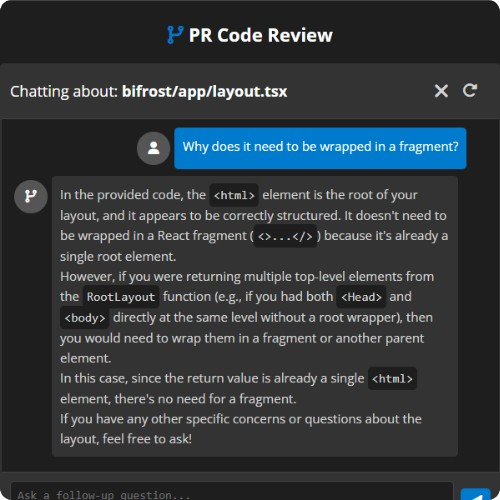 PR Code Review
Chatting about: bifrost/app/layout.tsx
Why does it need to be wrapped in a fragment?
In the provided code, the <html> element is the root of your
layout, and it appears to be correctly structured. It doesn't need to
be wrapped in a React fragment (<>...</>) because it's already a
single root element.
However, if you were returning multiple top-level elements from
the RootLayout function (e.g., if you had both <Head> and
<body> directly at the same level without a root wrapper), then
you would need to wrap them in a fragment or another parent
element.
In this case, since the return value is already a single <html>
element, there's no need for a fragment.
If you have any other specific concerns or questions about the
layout, feel free to ask!
Ask a follow-up question...